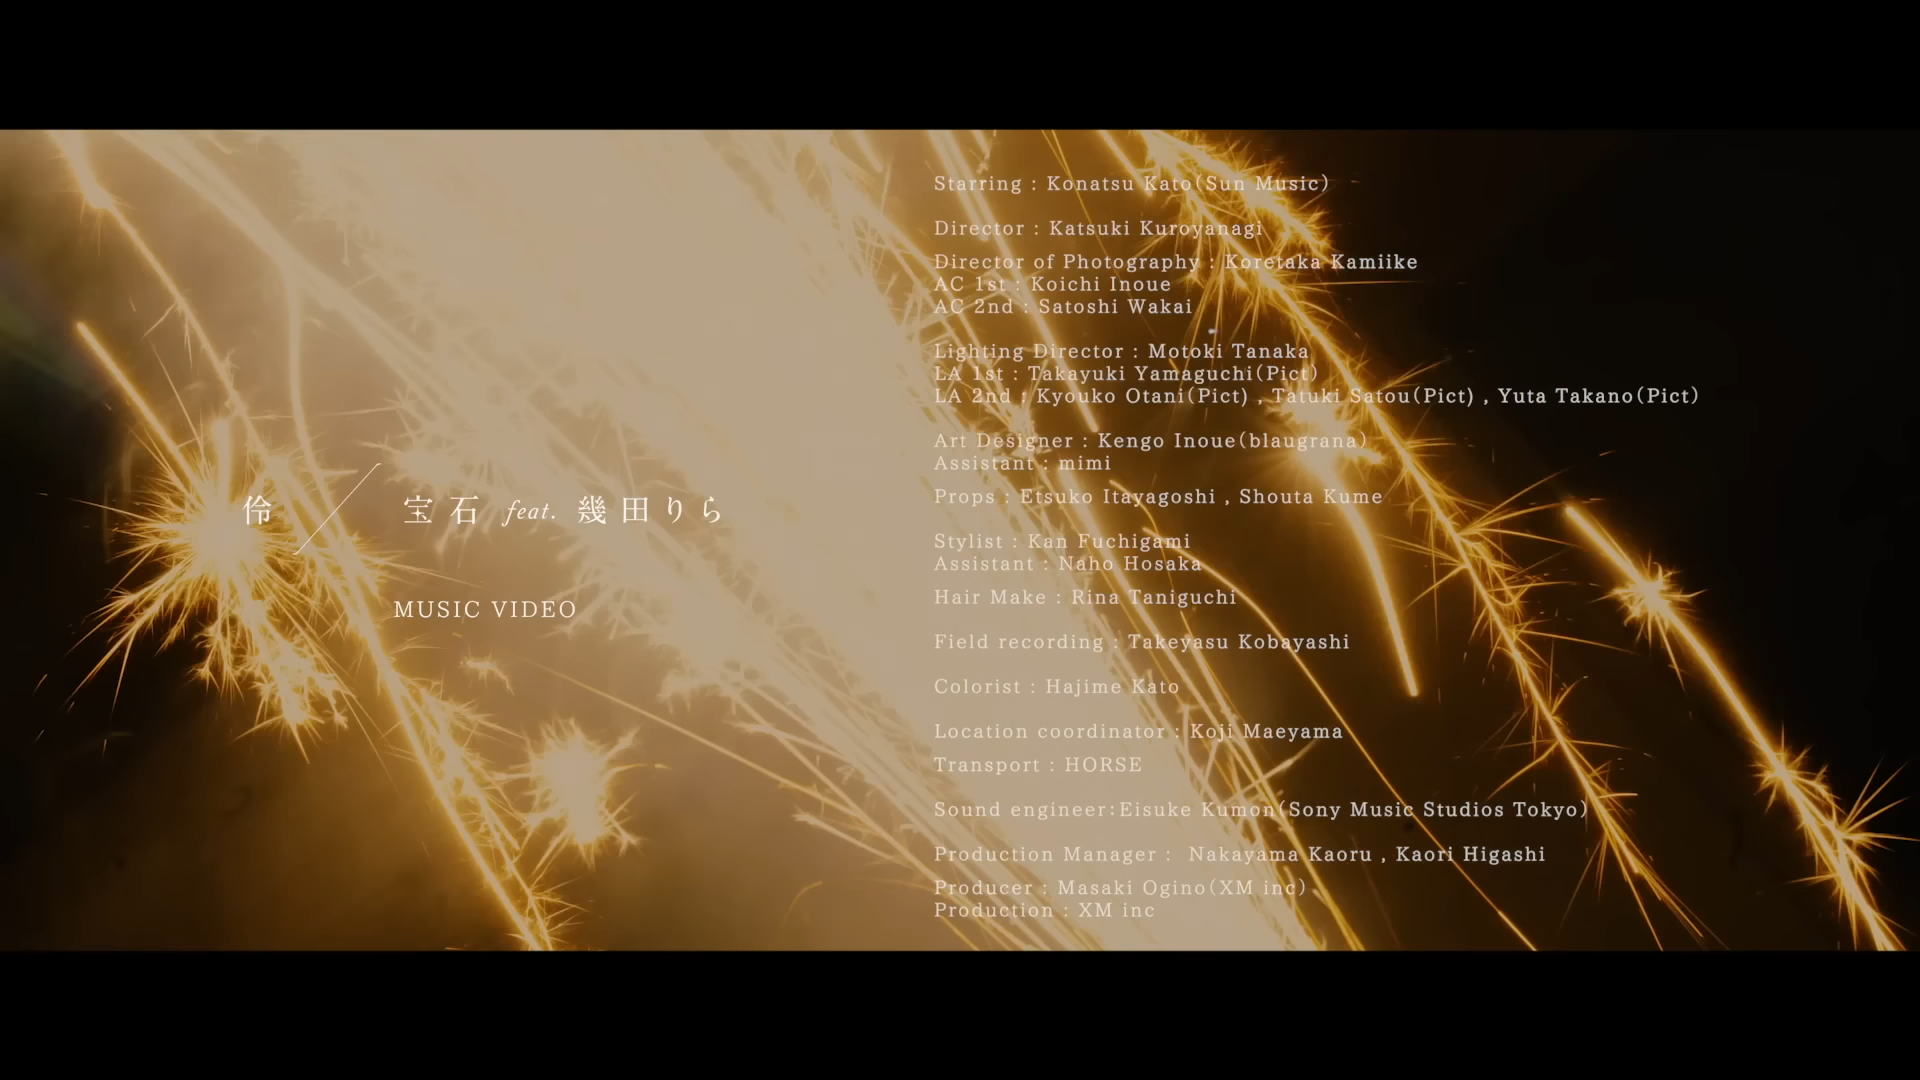 伶 ／ 宝石 feat. 幾田りら
MUSIC VIDEO
Starring : Konatsu Kato(Sun Music)
Director : Katsuki Kuroyanagi
Director of Photography : Koretaka Kamiike
AC 1st : Koichi Inoue
AC 2nd : Satoshi Wakai
Lighting Director : Motoki Tanaka
LA 1st : Takayuki Yamaguchi(Pict)
LA 2nd : Kyouko Otani(Pict) , Tatuki Satou(Pict) , Yuta Takano(Pict)
Art Designer : Kengo Inoue(blaugrana)
Assistant : mimi
Props : Etsuko Itayagoshi , Shouta Kume
Stylist : Kan Fuchigami
Assistant : Naho Hosaka
Hair Make : Rina Taniguchi
Field recording : Takeyasu Kobayashi
Colorist : Hajime Kato
Location coordinator : Koji Maeyama
Transport : HORSE
Sound engineer:Eisuke Kumon(Sony Music Studios Tokyo)
Production Manager :  Nakayama Kaoru , Kaori Higashi
Producer : Masaki Ogino(XM inc)
Production : XM inc